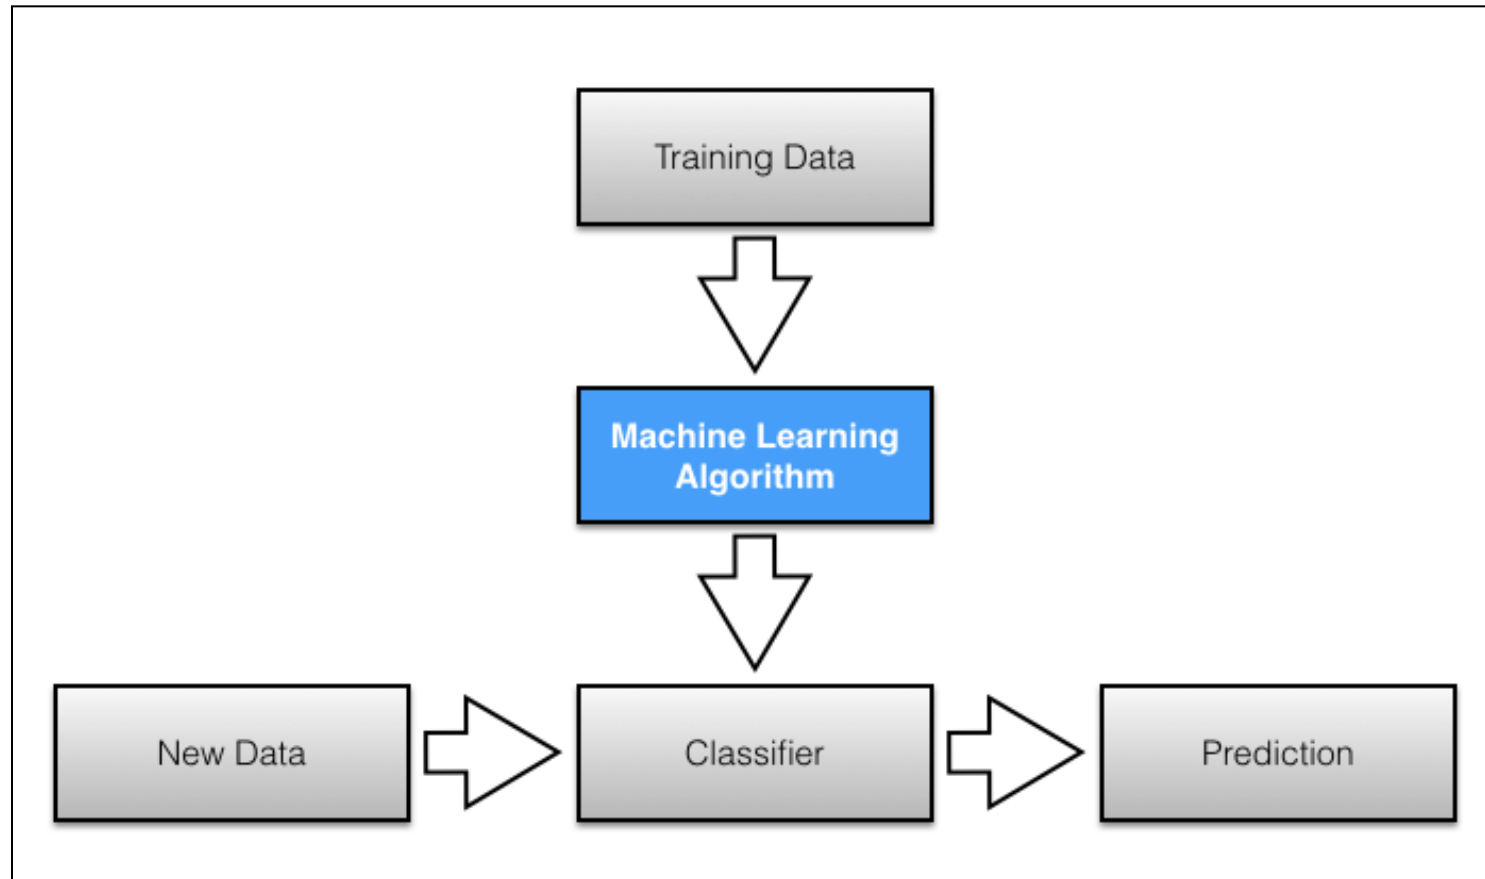 Training Data
Machine Learning
Algorithm
New Data
Classifier
Prediction